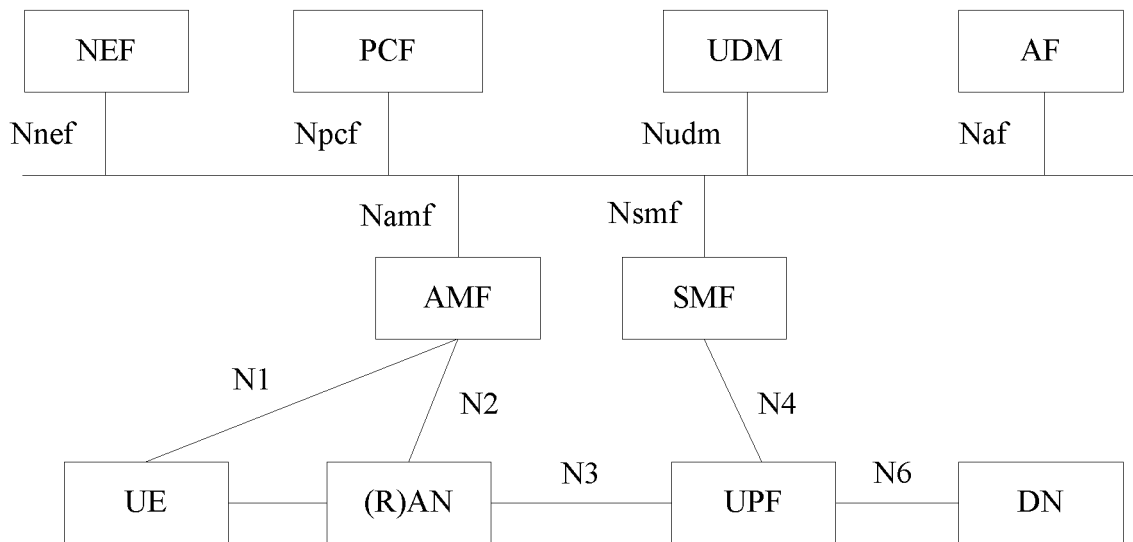 NEF PCF UDM AF
Nnef Npcf Nudm Naf
Namf Nsmf
AMF SMF
N1 N2 N4
N3 N6
UE (R)AN UPF DN